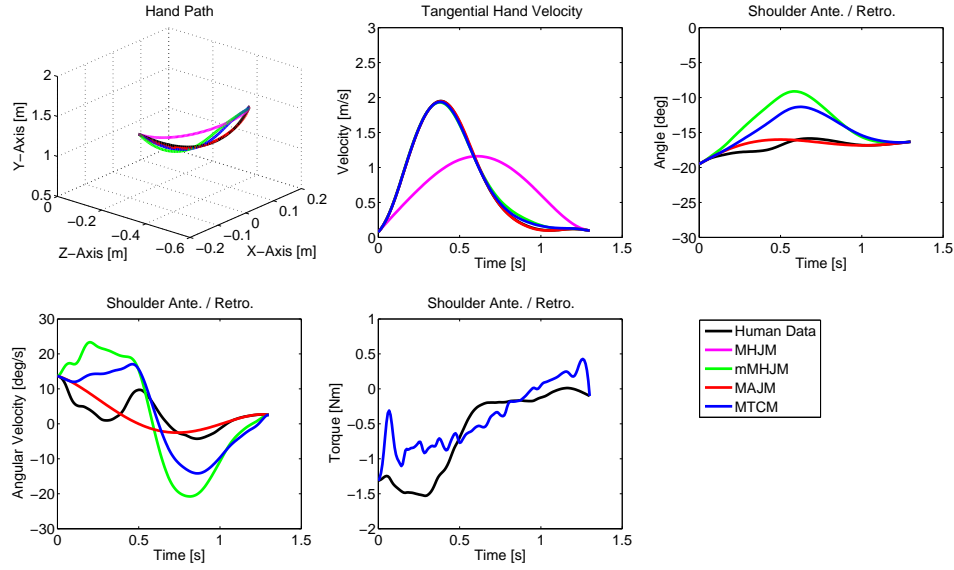 Hand Path
2
1.5
1
0.5
0
−0.2
−0.4
−0.6
−0.2
−0.1
0
0.1
0.2
Y−Axis [m]
Z−Axis [m]
X−Axis [m]
Tangential Hand Velocity
3
2.5
2
1.5
1
0.5
0
0
0.5
1
1.5
Velocity [m/s]
Time [s]
Shoulder Ante. / Retro.
0
−5
−10
−15
−20
−25
−30
0
0.5
1
1.5
Angle [deg]
Time [s]
Shoulder Ante. / Retro.
30
20
10
0
−10
−20
−30
0
0.5
1
1.5
Angular Velocity [deg/s]
Time [s]
Shoulder Ante. / Retro.
1
0.5
0
−0.5
−1
−1.5
−2
0
0.5
1
1.5
Torque [Nm]
Time [s]
Human Data
MHJM
mMHJM
MAJM
MTCM